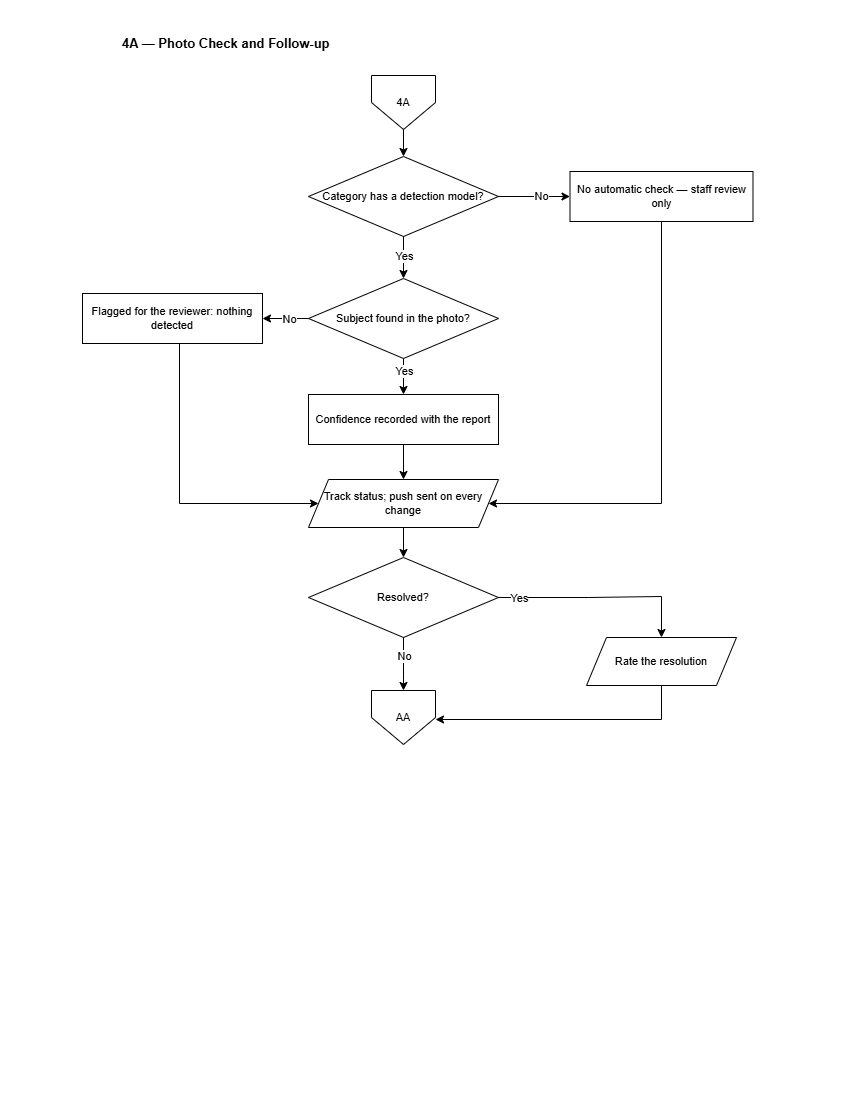 4A — Photo Check and Follow-up
4A
Category has a detection model?
No
No automatic check — staff review
only
Yes
Flagged for the reviewer: nothing
detected
No
Subject found in the photo?
Yes
Confidence recorded with the report
Track status; push sent on every
change
Resolved?
Yes
No
Rate the resolution
AA